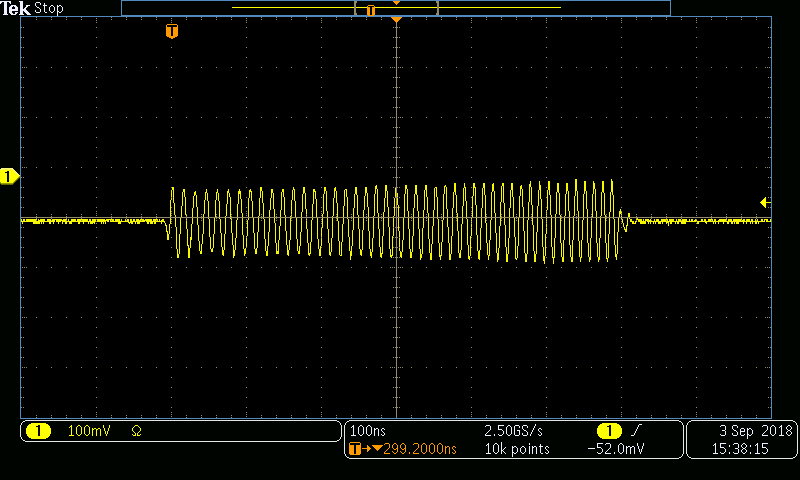 Tek Stop
T
T
1
1 100mV Ω
100ns 2.50GS/s 1
T→▼299.2000ns 10k points −52.0mV
3 Sep 2018
15:38:15